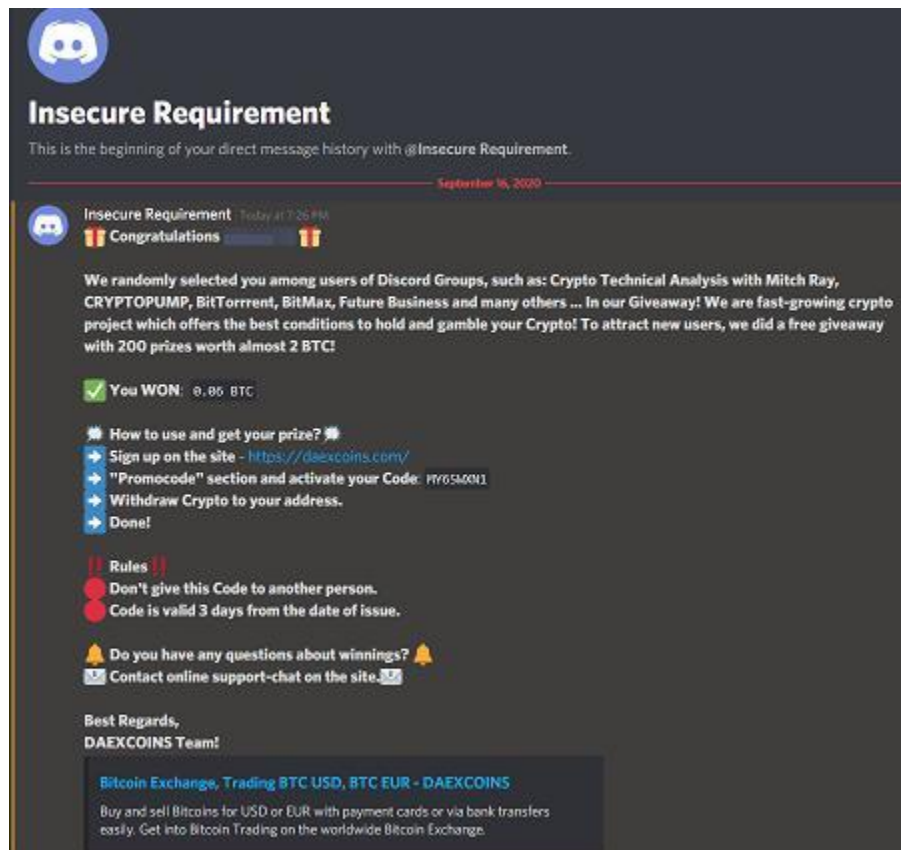 Insecure Requirement
This is the beginning of your direct message history with @Insecure Requirement.
September 16, 2020
Insecure Requirement Today at 7:26 PM
Congratulations
We randomly selected you among users of Discord Groups, such as: Crypto Technical Analysis with Mitch Ray,
CRYPTOPUMP, BitTorrrent, BitMax, Future Business and many others ... In our Giveaway! We are fast-growing crypto
project which offers the best conditions to hold and gamble your Crypto! To attract new users, we did a free giveaway
with 200 prizes worth almost 2 BTC!
You WON: 0.06 BTC
How to use and get your prize?
Sign up on the site - https://daexcoins.com/
"Promocode" section and activate your Code:
Withdraw Crypto to your address.
Done!
Rules
Don't give this Code to another person.
Code is valid 3 days from the date of issue.
Do you have any questions about winnings?
Contact online support-chat on the site.
Best Regards,
DAEXCOINS Team!
Bitcoin Exchange, Trading BTC USD, BTC EUR - DAEXCOINS
Buy and sell Bitcoins for USD or EUR with payment cards or via bank transfers
easily. Get into Bitcoin Trading on the worldwide Bitcoin Exchange.